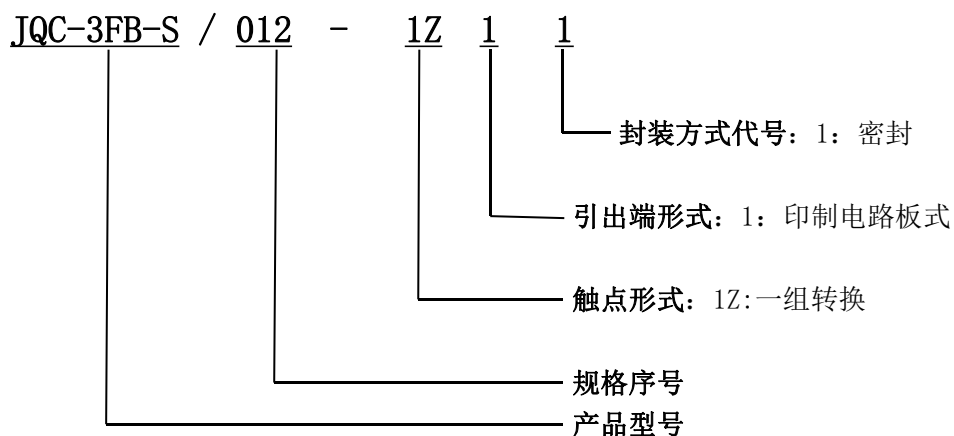 JQC-3FB-S / 012 - 1Z 1 1
封装方式代号: 1: 密封
引出端形式: 1: 印制电路板式
触点形式: 1Z:一组转换
规格序号
产品型号